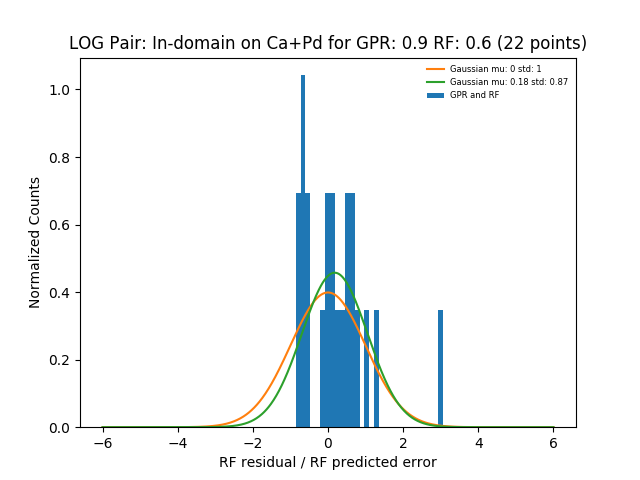 LOG Pair: In-domain on Ca+Pd for GPR: 0.9 RF: 0.6 (22 points)
Gaussian mu: 0 std: 1
Gaussian mu: 0.18 std: 0.87
GPR and RF
Normalized Counts
1.0
0.8
0.6
0.4
0.2
0.0
−6 −4 −2 0 2 4 6
RF residual / RF predicted error